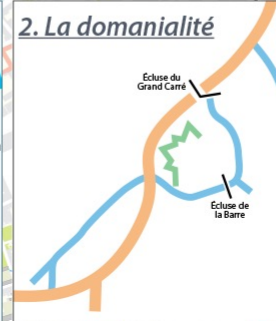 2. La domanialité
Écluse du
Grand Carré
Écluse de
la Barre